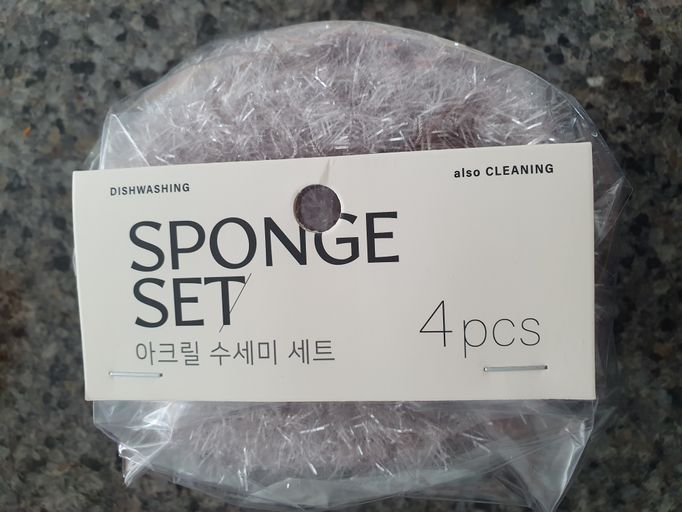 DISHWASHING
also CLEANING
SPONGE
SET
아크릴 수세미 세트
4pcs